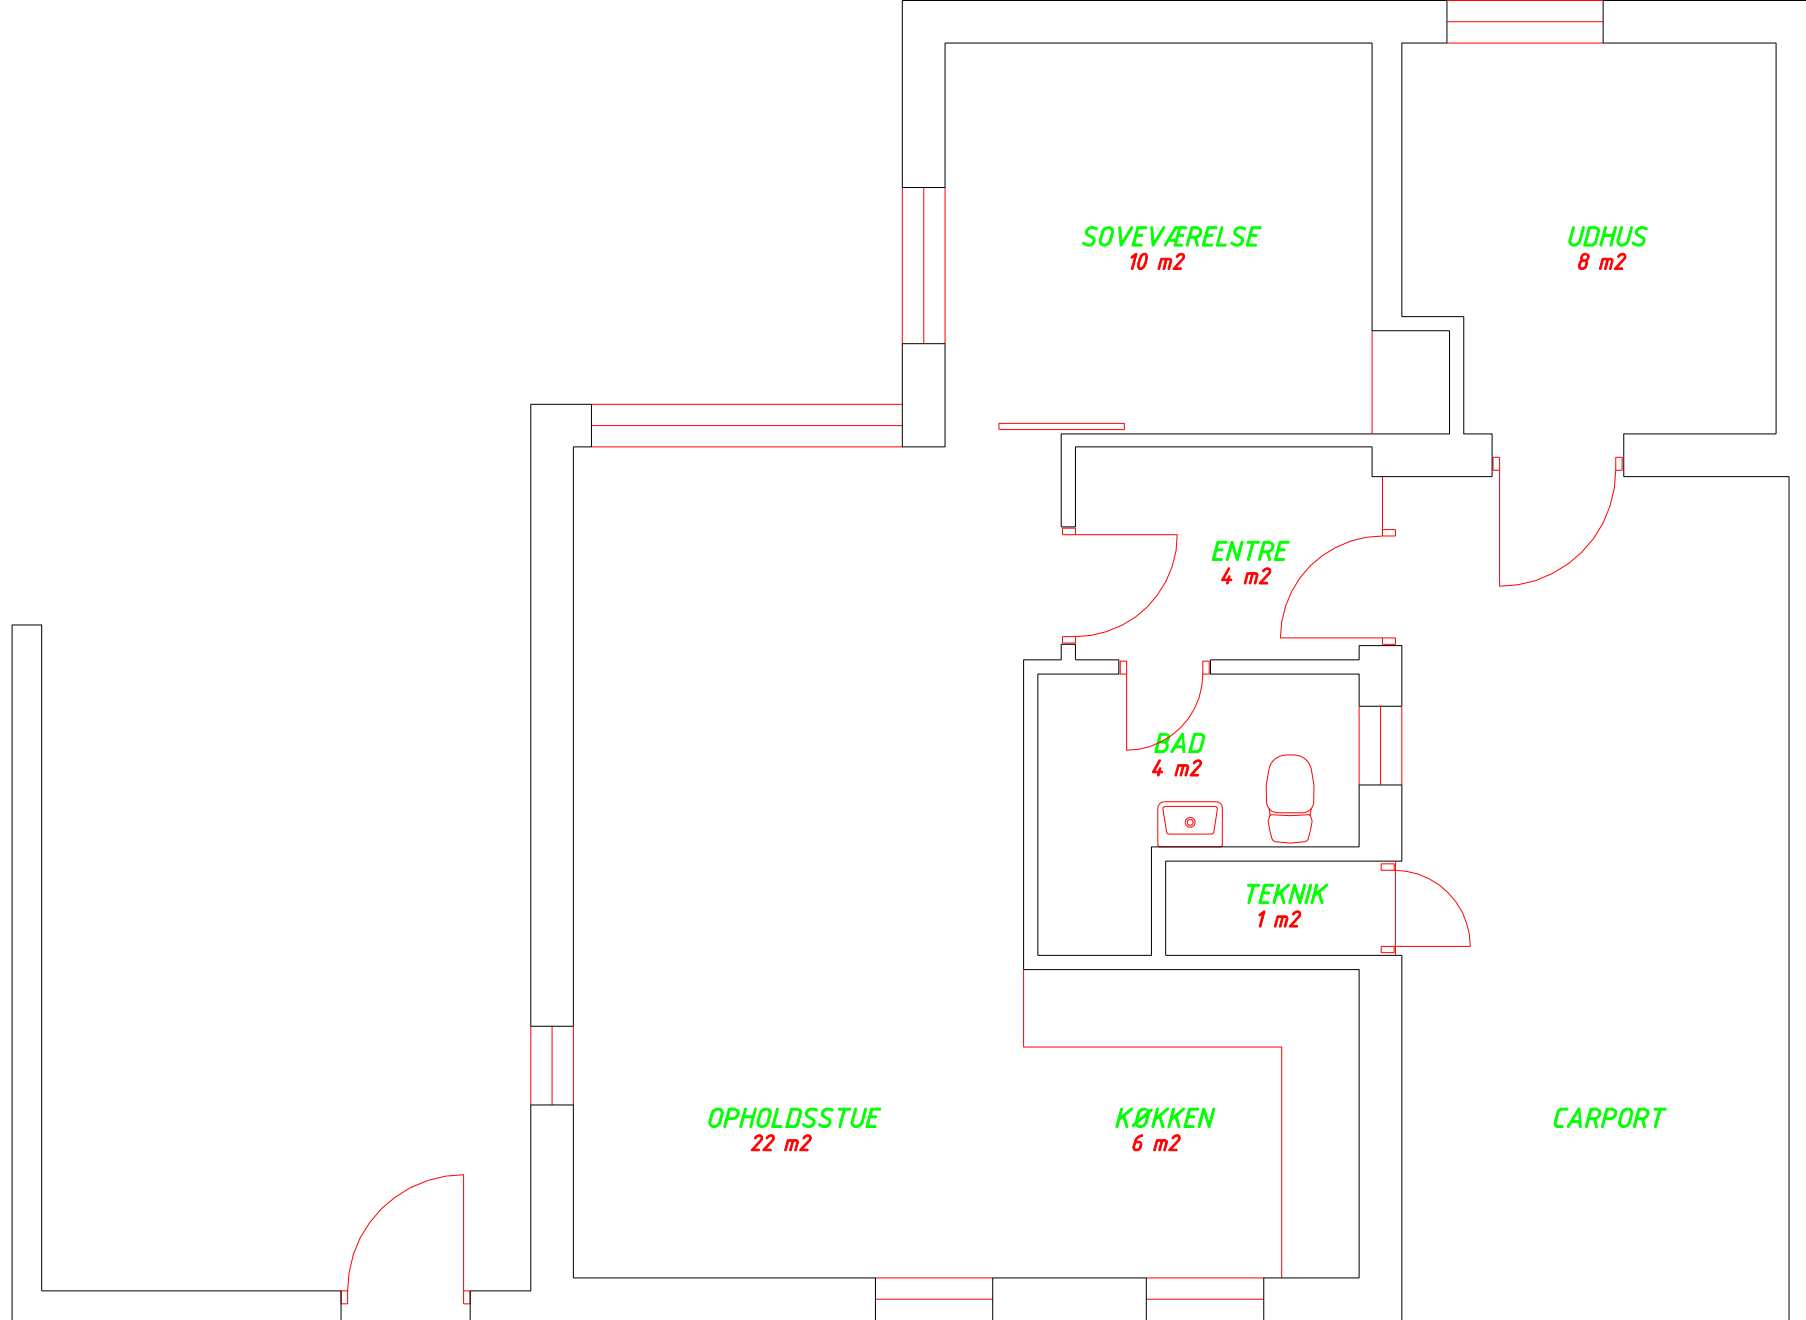 SOVEVÆRELSE
10 m2
UDHUS
8 m2
ENTRE
4 m2
BAD
4 m2
TEKNIK
1 m2
OPHOLDSSTUE
22 m2
KØKKEN
6 m2
CARPORT